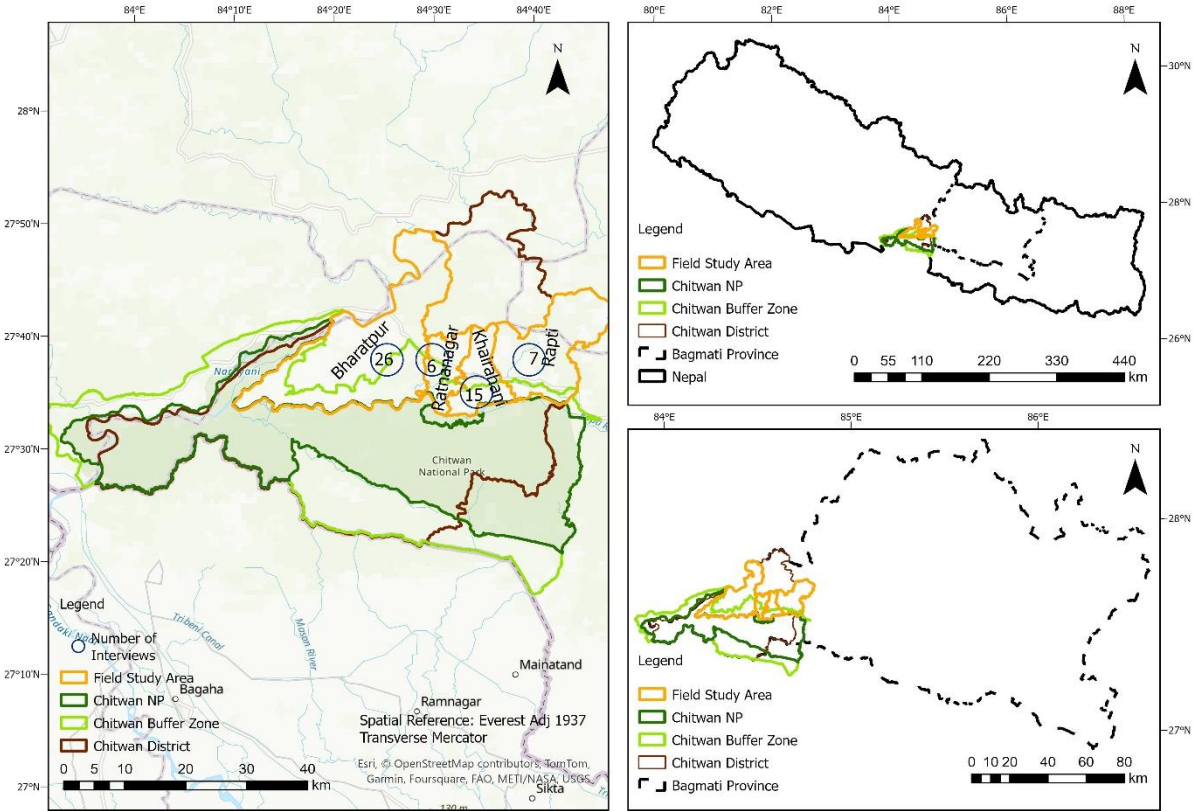 84°E
84°10'E
84°20'E
84°30'E
84°40'E
N
28°N
27°50'N
27°40'N
27°30'N
27°20'N
27°10'N
27°N
Bharatpur
26
6
Ratnanagar
Khairahani
15
7
Rapti
Narayani
Chitwan
National Park
Legend
Number of
Interviews
Field Study Area
Chitwan NP
Chitwan Buffer Zone
Chitwan District
Tribeni Canal
Masan River
Bagaha
Mainatand
Ramnagar
Sikta
130 m
Spatial Reference: Everest Adj 1937
Transverse Mercator
Esri, © OpenStreetMap contributors, TomTom,
Garmin, Foursquare, FAO, METI/NASA, USGS
0 5 10 20 30 40
km
80°E
82°E
84°E
86°E
88°E
N
30°N
28°N
26°N
Legend
Field Study Area
Chitwan NP
Chitwan Buffer Zone
Chitwan District
Bagmati Province
Nepal
0 55 110 220 330 440
km
84°E
85°E
86°E
N
28°N
27°N
Legend
Field Study Area
Chitwan NP
Chitwan Buffer Zone
Chitwan District
Bagmati Province
0 10 20 40 60 80
km